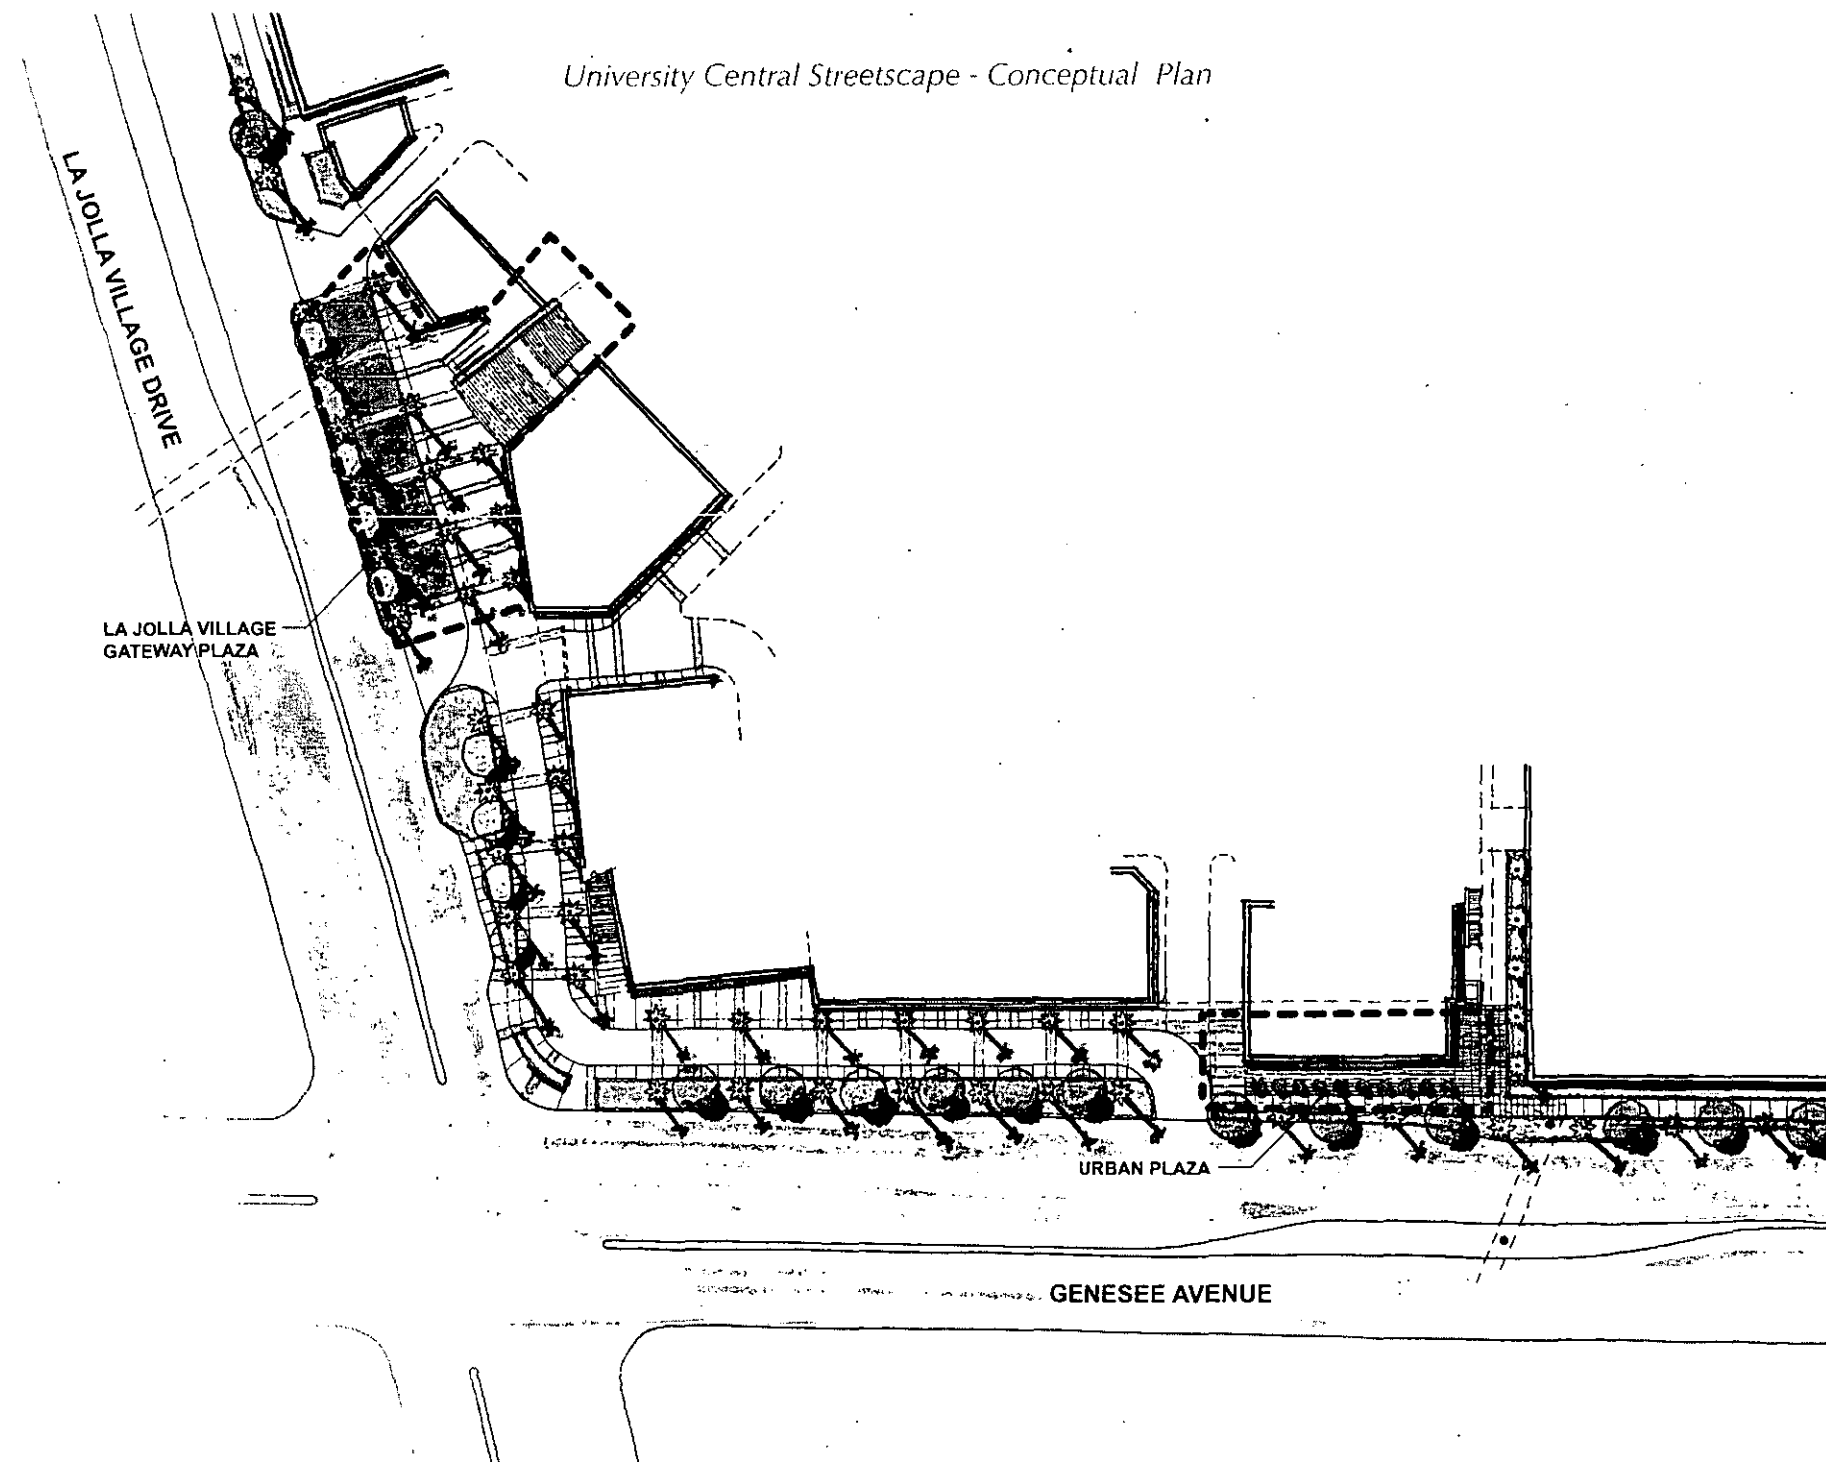 University Central Streetscape - Conceptual Plan
LA JOLLA VILLAGE DRIVE
LA JOLLA VILLAGE
GATEWAY PLAZA
URBAN PLAZA
GENESEE AVENUE